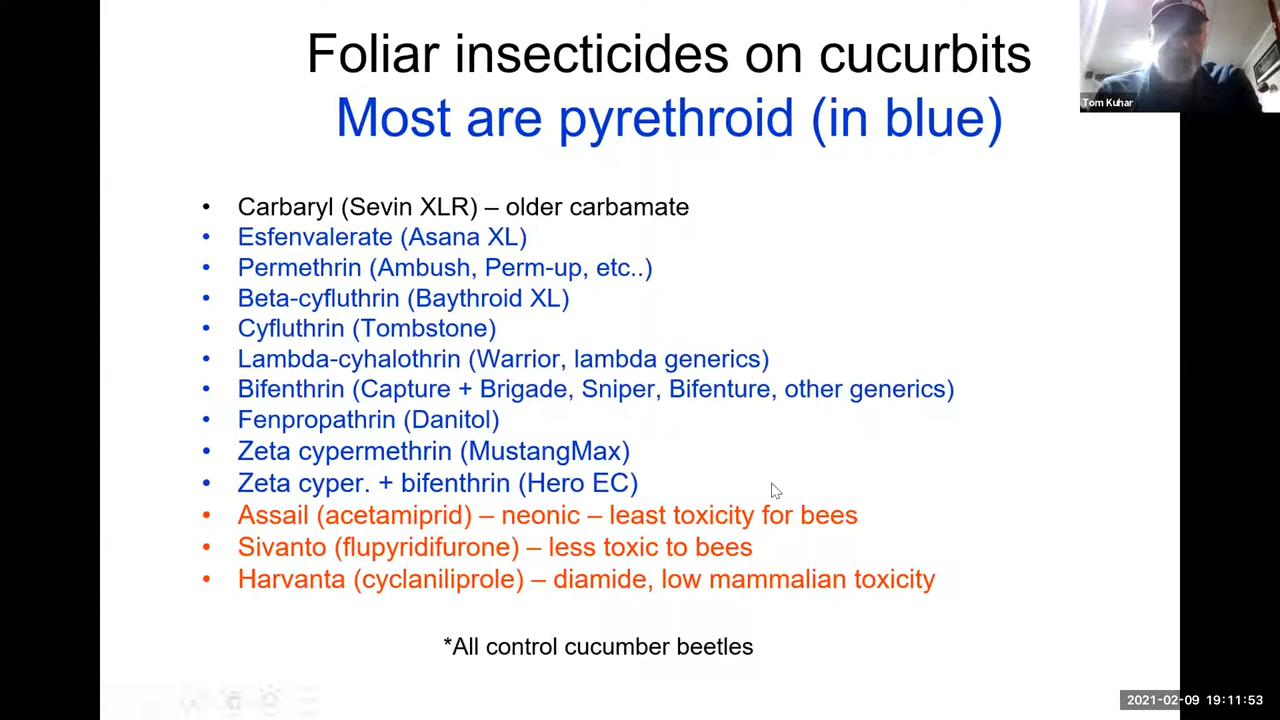 Foliar insecticides on cucurbits
Most are pyrethroid (in blue)
Tom Kuhar
• Carbaryl (Sevin XLR) – older carbamate
• Esfenvalerate (Asana XL)
• Permethrin (Ambush, Perm-up, etc..)
• Beta-cyfluthrin (Baythroid XL)
• Cyfluthrin (Tombstone)
• Lambda-cyhalothrin (Warrior, lambda generics)
• Bifenthrin (Capture + Brigade, Sniper, Bifenture, other generics)
• Fenpropathrin (Danitol)
• Zeta cypermethrin (MustangMax)
• Zeta cyper. + bifenthrin (Hero EC)
• Assail (acetamiprid) – neonic – least toxicity for bees
• Sivanto (flupyridifurone) – less toxic to bees
• Harvanta (cyclaniliprole) – diamide, low mammalian toxicity
*All control cucumber beetles
2021-02-09 19:11:53